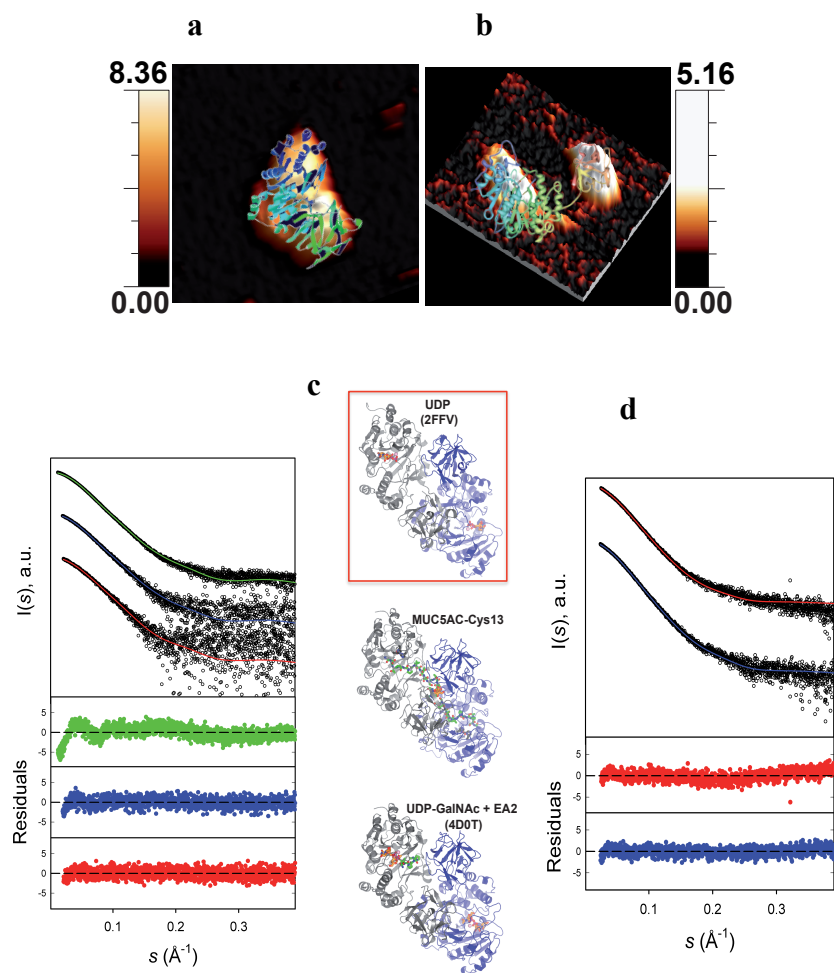 a
b
8.36
0.00
5.16
0.00
c
d
UDP
(2FFV)
MUC5AC-Cys13
UDP-GalNAc + EA2
(4D0T)
I(s), a.u.
Residuals
5
0
-5
5
0
-5
5
0
-5
0.1
0.2
0.3
s (Å-1)
I(s), a.u.
Residuals
5
0
-5
5
0
-5
0.1
0.2
0.3
s (Å-1)